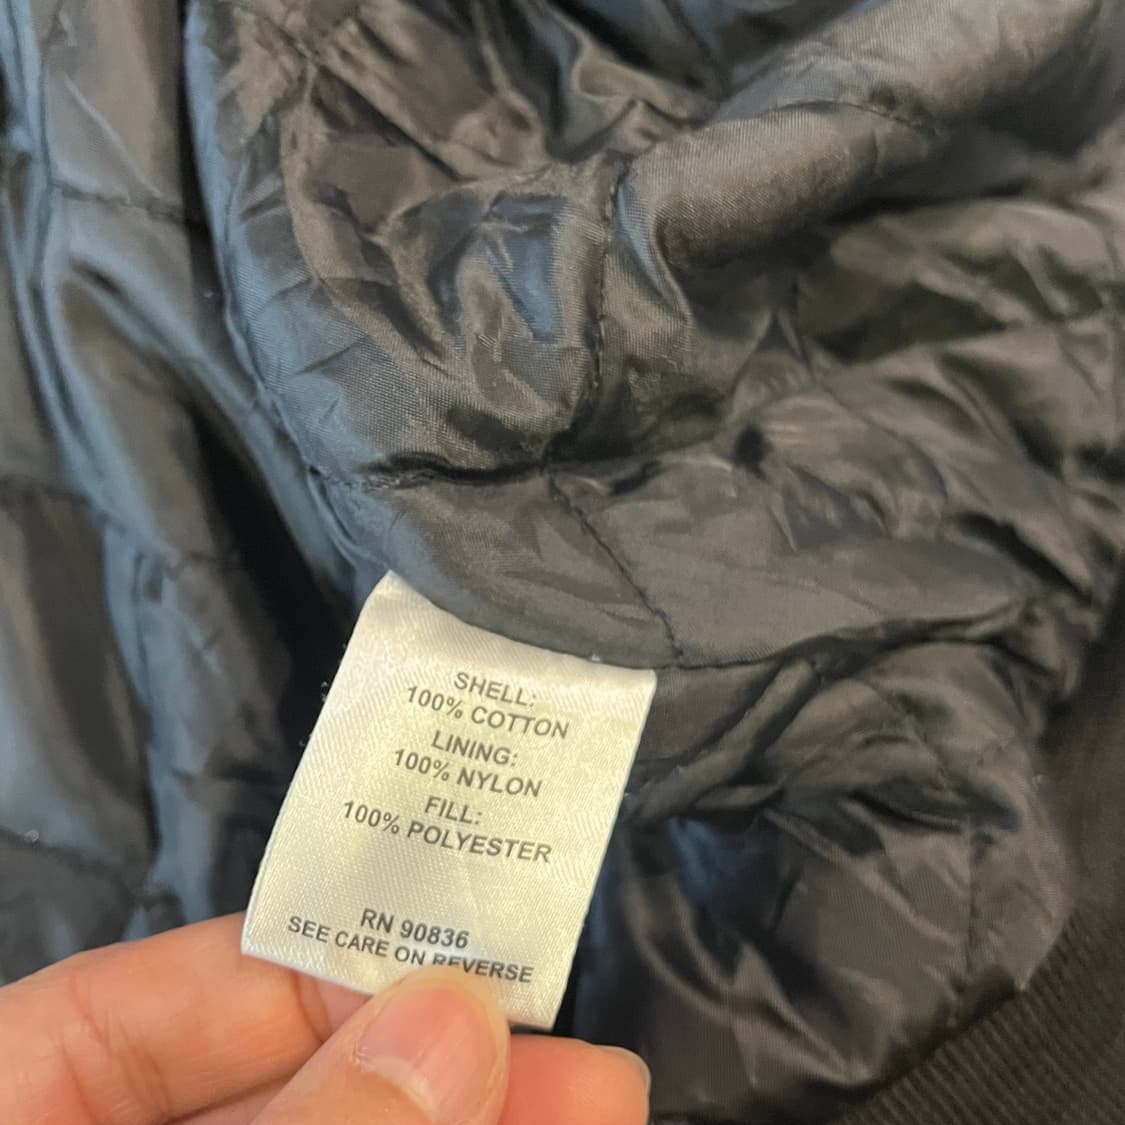 SHELL:
100% COTTON
LINING:
100% NYLON
FILL:
100% POLYESTER
RN 90836
SEE CARE ON REVERSE